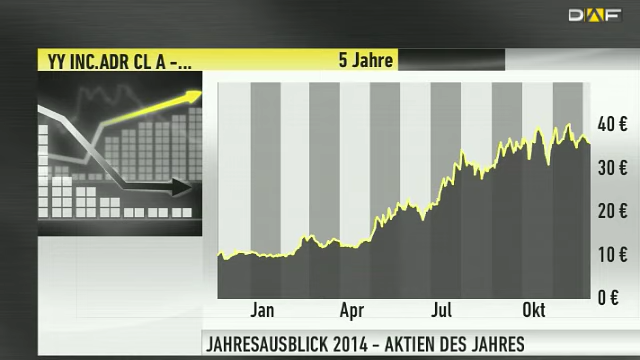 DAF
YY INC.ADR CL A -...
5 Jahre
40 €
30 €
20 €
10 €
0 €
Jan
Apr
Jul
Okt
JAHRESAUSBLICK 2014 - AKTIEN DES JAHRES